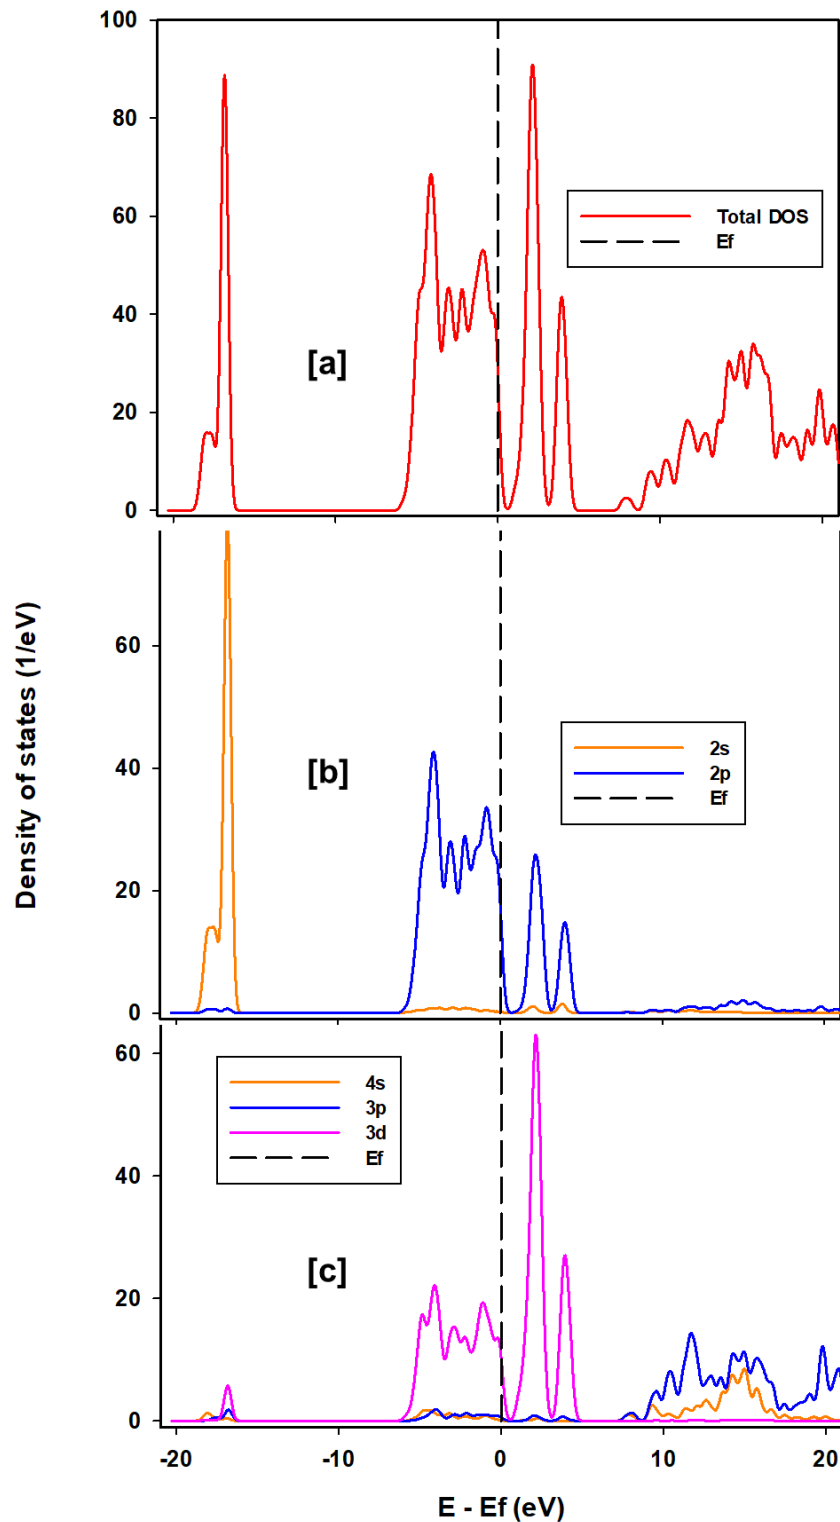 100
80
60
40
20
0
Total DOS
Ef
[a]
60
40
20
0
2s
2p
Ef
[b]
60
40
20
0
4s
3p
3d
Ef
[c]
-20 -10 0 10 20
E - Ef (eV)
Density of states (1/eV)